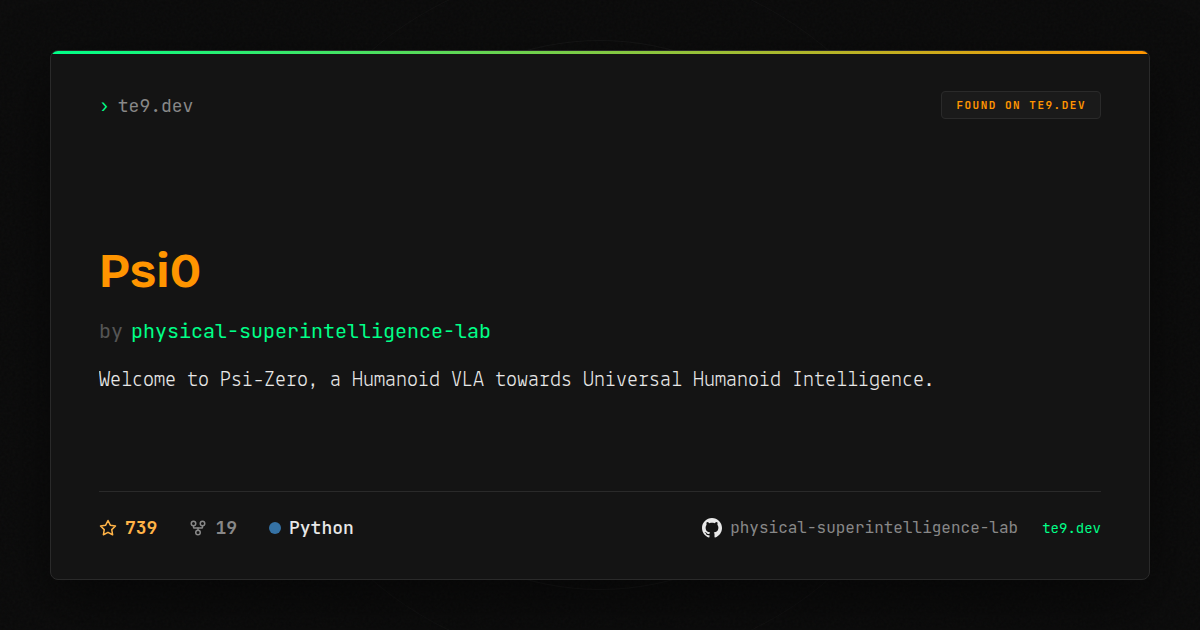 › te9.dev
FOUND ON TE9.DEV
Psi0
by physical-superintelligence-lab
Welcome to Psi-Zero, a Humanoid VLA towards Universal Humanoid Intelligence.
739 19 Python
physical-superintelligence-lab te9.dev